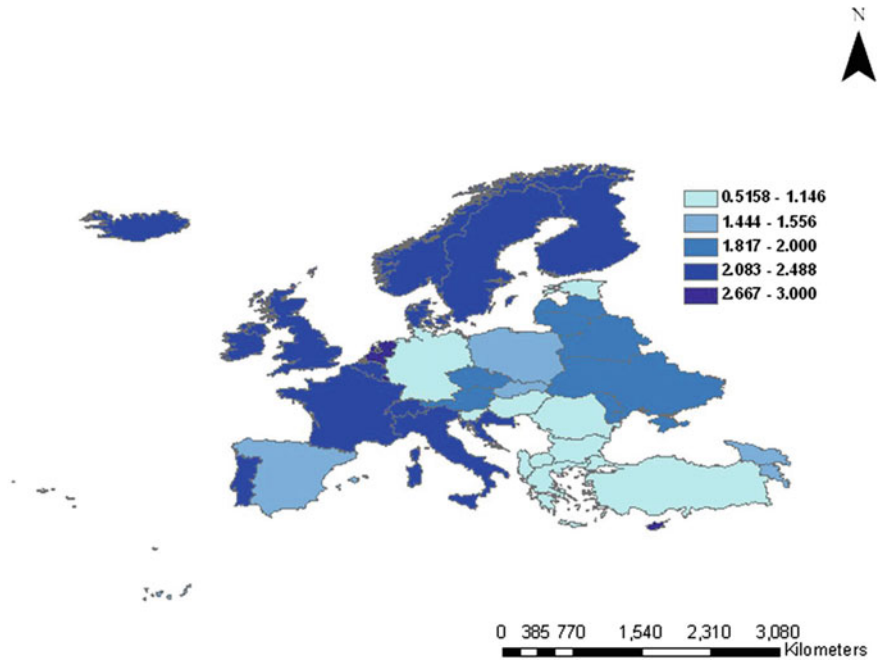 N
0.5158 - 1.146
1.444 - 1.556
1.817 - 2.000
2.083 - 2.488
2.667 - 3.000
0 385 770 1,540 2,310 3,080
Kilometers